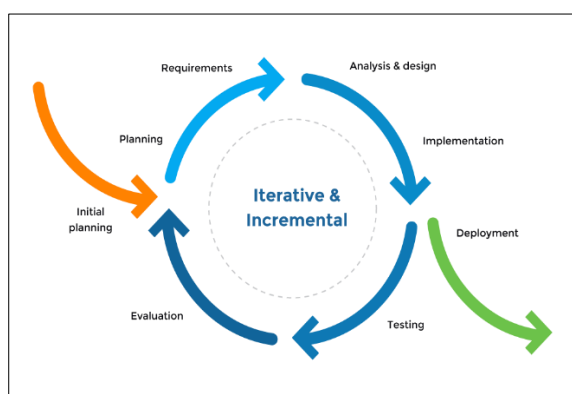 Requirements
Analysis & design
Planning
Implementation
Iterative &
Incremental
Initial
planning
Deployment
Evaluation
Testing